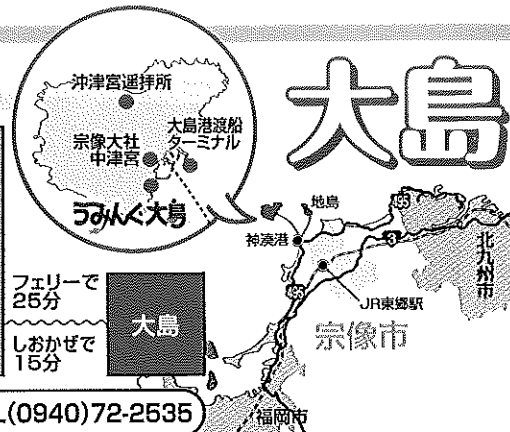 大島
沖津宮遥拝所
大島港渡船
ターミナル
宗像大社
中津宮
うみんぐ大島
地島
神湊港
495
3
北九州市
JR東郷駅
495
宗像市
福岡市
フェリーで
25分
しおかぜで
15分
大島
L(0940)72-2535